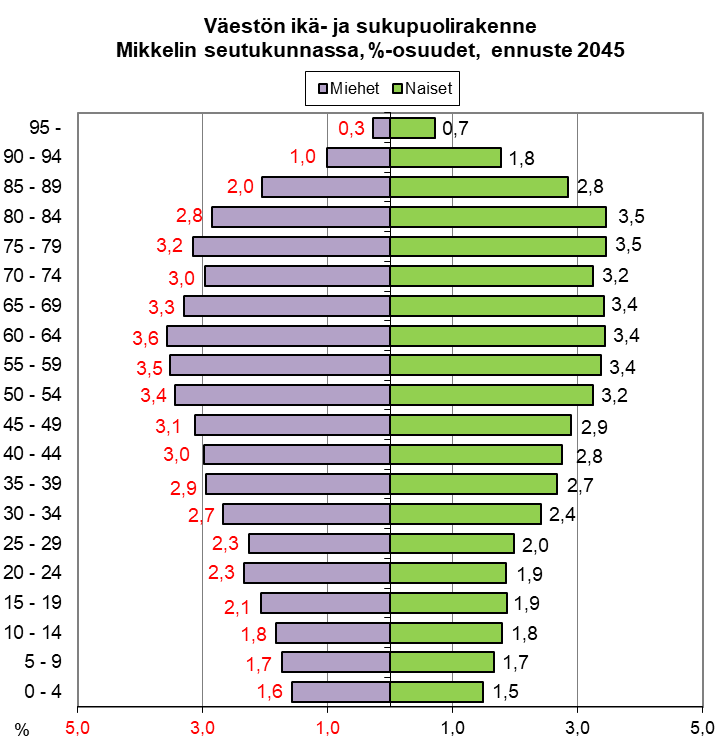 Väestön ikä- ja sukupuolirakenne
Mikkelin seutukunnassa, %-osuudet, ennuste 2045
Miehet Naiset
95 - 0,3 0,7
90 - 94 1,0 1,8
85 - 89 2,0 2,8
80 - 84 2,8 3,5
75 - 79 3,2 3,5
70 - 74 3,0 3,2
65 - 69 3,3 3,4
60 - 64 3,6 3,4
55 - 59 3,5 3,4
50 - 54 3,4 3,2
45 - 49 3,1 2,9
40 - 44 3,0 2,8
35 - 39 2,9 2,7
30 - 34 2,7 2,4
25 - 29 2,3 2,0
20 - 24 2,3 1,9
15 - 19 2,1 1,9
10 - 14 1,8 1,8
5 - 9 1,7 1,7
0 - 4 1,6 1,5
% 5,0 3,0 1,0 1,0 3,0 5,0